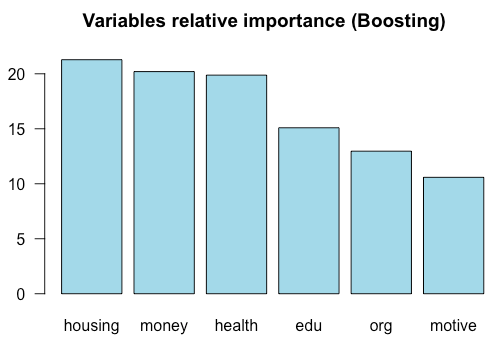 Variables relative importance (Boosting)
20
15
10
5
0
housing money health edu org motive